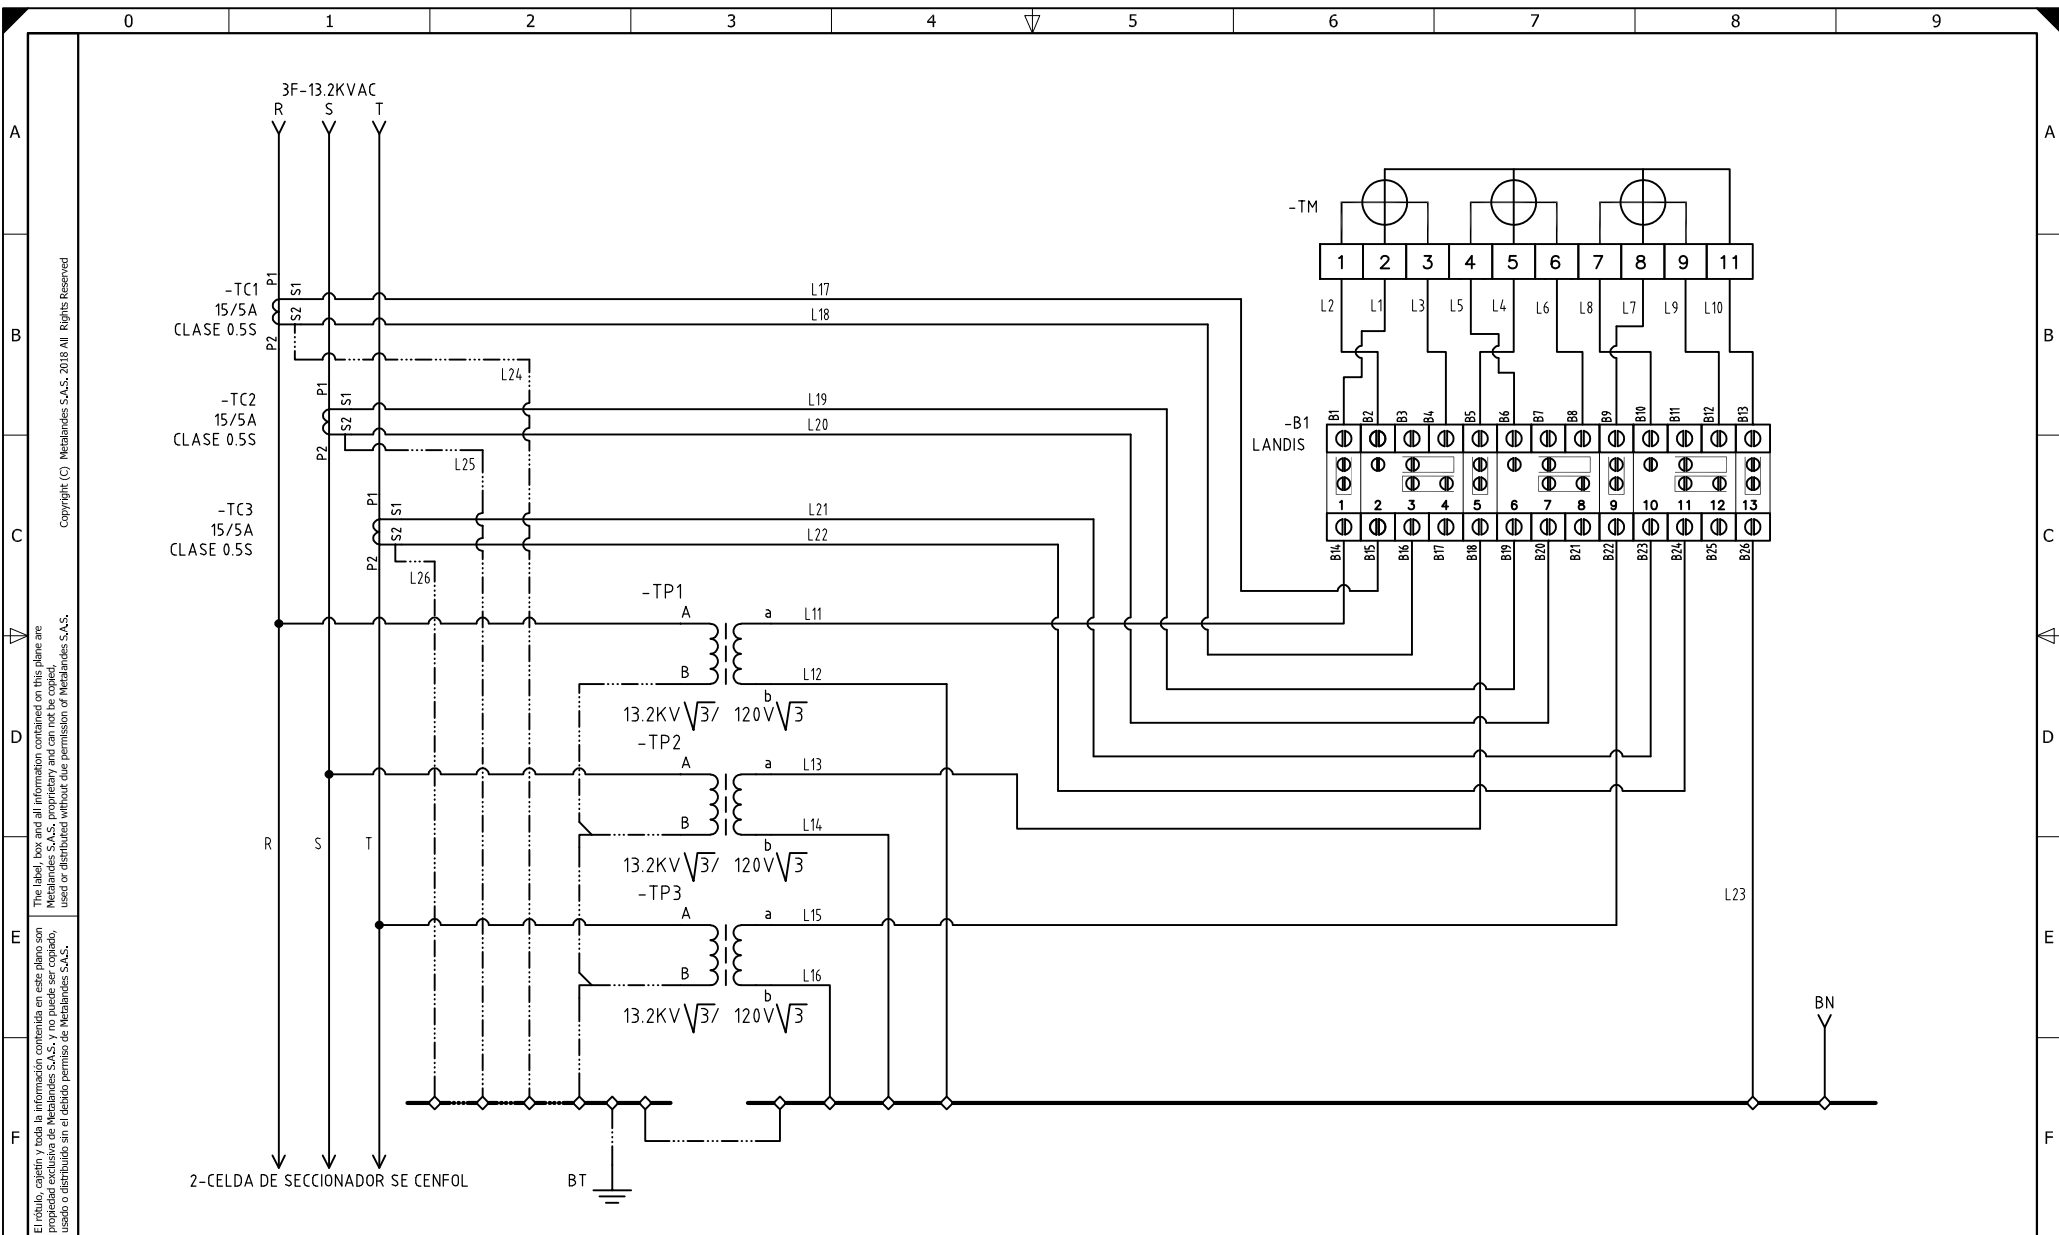 0 1 2 3 4 5 6 7 8 9
A A
B B
C C
D D
E E
F F
3F-13.2KVAC
R S T
-TM
1 2 3 4 5 6 7 8 9 11
L2 L1 L3 L5 L4 L6 L8 L7 L9 L10
-TC1
15/5A
CLASE 0.5S
P1 S1
P2 S2
L17
L18
L24
-TC2
15/5A
CLASE 0.5S
P1 S1
P2 S2
L19
L20
L25
-TC3
15/5A
CLASE 0.5S
P1 S1
P2 S2
L21
L22
L26
-B1
LANDIS
B1 B2 B3 B4 B5 B6 B7 B8 B9 B10 B11 B12 B13
1 2 3 4 5 6 7 8 9 10 11 12 13
B14 B15 B16 B17 B18 B19 B20 B21 B22 B23 B24 B25 B26
-TP1
A a L11
B L12
b
13.2KV√3/ 120V√3
-TP2
A a L13
B L14
b
13.2KV√3/ 120V√3
-TP3
A a L15
B L16
b
13.2KV√3/ 120V√3
R S T
L23
BN
BT
2-CELDA DE SECCIONADOR SE CENFOL
Copyright (C) Metalandes S.A.S. 2018 All Rights Reserved
The label, box and all information contained on this plane are
Metalandes S.A.S. proprietary and can not be copied,
used or distributed without due permission of Metalandes S.A.S.
El rótulo, cajetín y toda la información contenida en este plano son
propiedad exclusiva de Metalandes S.A.S. y no puede ser copiado,
usado o distribuido sin el debido permiso de Metalandes S.A.S.